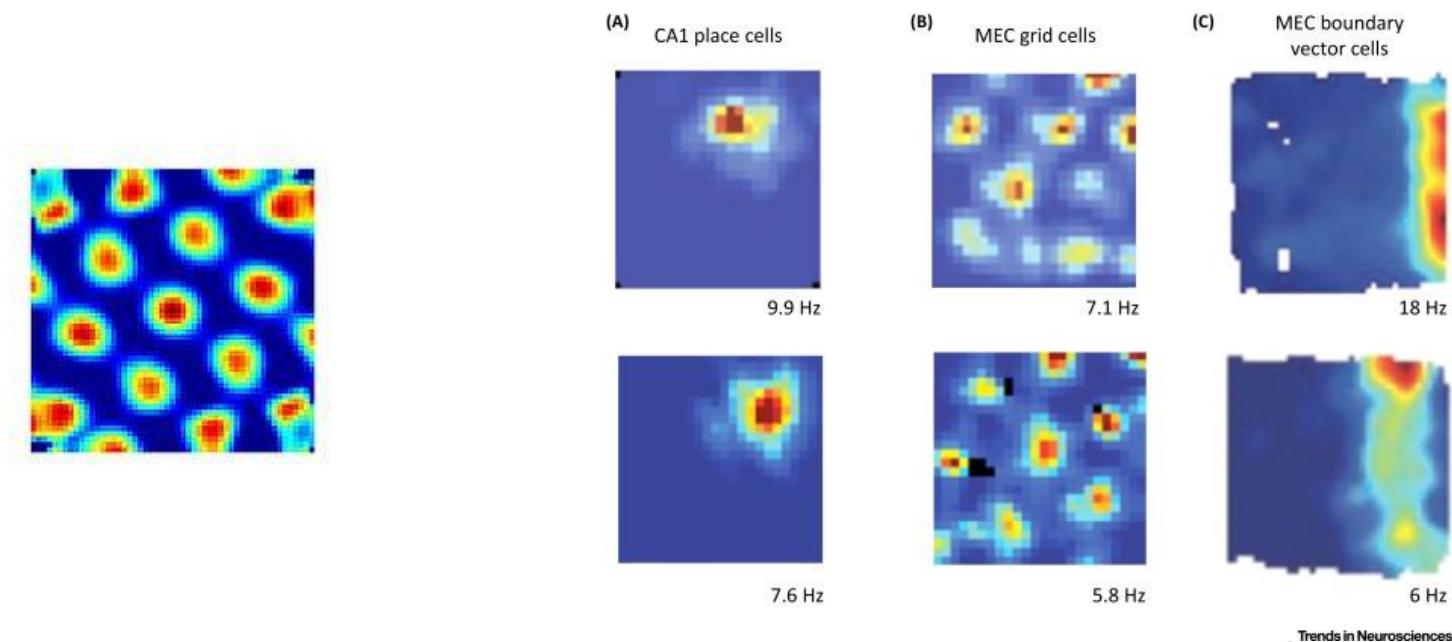 (A)
CA1 place cells
(B)
MEC grid cells
(C)
MEC boundary
vector cells
9.9 Hz
7.1 Hz
18 Hz
7.6 Hz
5.8 Hz
6 Hz
Trends in Neurosciences